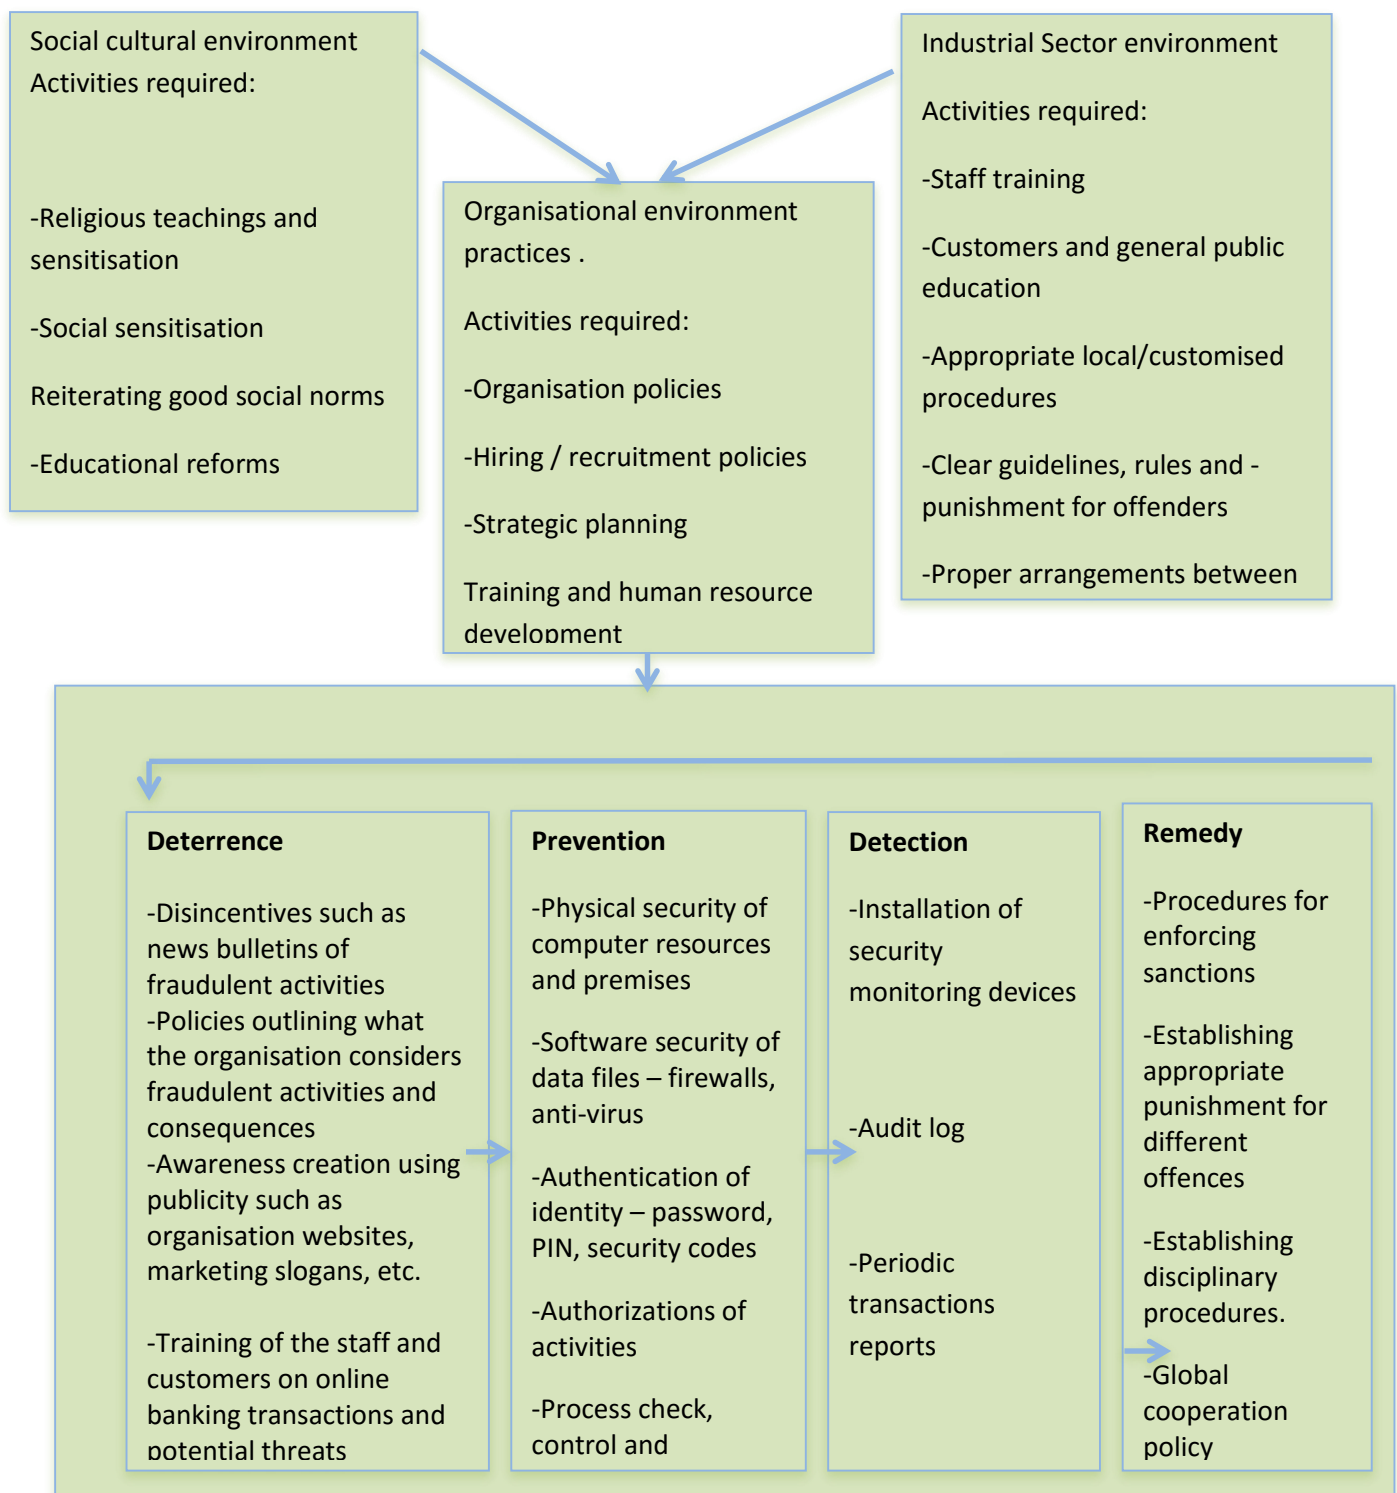 Social cultural environment
Activities required:
-Religious teachings and
sensitisation
-Social sensitisation
Reiterating good social norms
-Educational reforms
Organisational environment
practices .
Activities required:
-Organisation policies
-Hiring / recruitment policies
-Strategic planning
Training and human resource
development
Industrial Sector environment
Activities required:
-Staff training
-Customers and general public
education
-Appropriate local/customised
procedures
-Clear guidelines, rules and -
punishment for offenders
-Proper arrangements between
Deterrence
-Disincentives such as
news bulletins of
fraudulent activities
-Policies outlining what
the organisation considers
fraudulent activities and
consequences
-Awareness creation using
publicity such as
organisation websites,
marketing slogans, etc.
-Training of the staff and
customers on online
banking transactions and
potential threats
Prevention
-Physical security of
computer resources
and premises
-Software security of
data files – firewalls,
anti-virus
-Authentication of
identity – password,
PIN, security codes
-Authorizations of
activities
-Process check,
control and
Detection
-Installation of
security
monitoring devices
-Audit log
-Periodic
transactions
reports
Remedy
-Procedures for
enforcing
sanctions
-Establishing
appropriate
punishment for
different
offences
-Establishing
disciplinary
procedures.
-Global
cooperation
policy